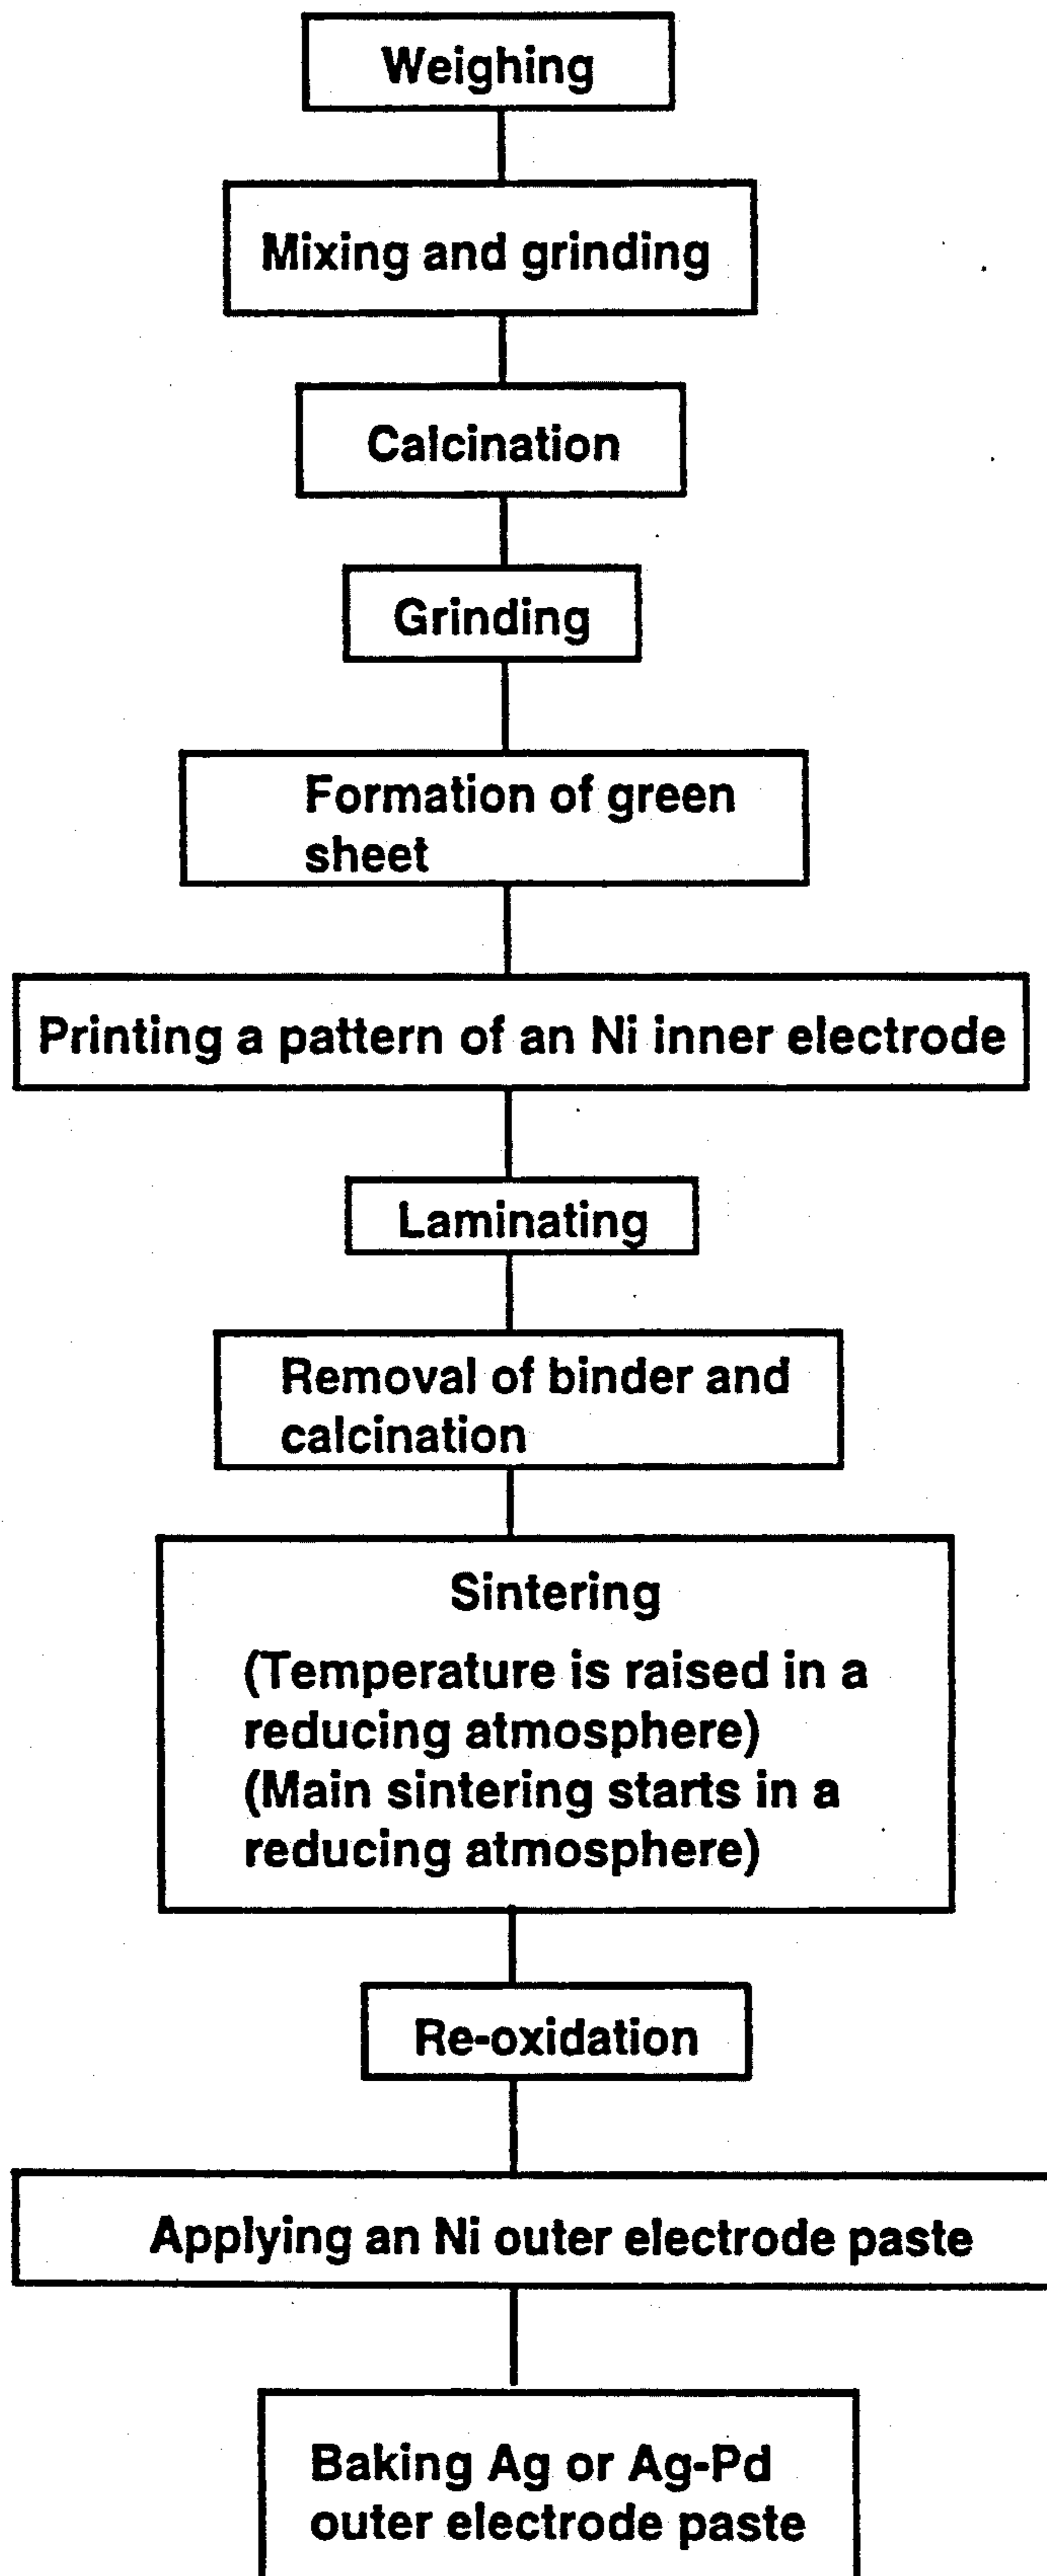 Weighing
Mixing and grinding
Calcination
Grinding
Formation of green
sheet
Printing a pattern of an Ni inner electrode
Laminating
Removal of binder and
calcination
Sintering
(Temperature is raised in a
reducing atmosphere)
(Main sintering starts in a
reducing atmosphere)
Re-oxidation
Applying an Ni outer electrode paste
Baking Ag or Ag-Pd
outer electrode paste